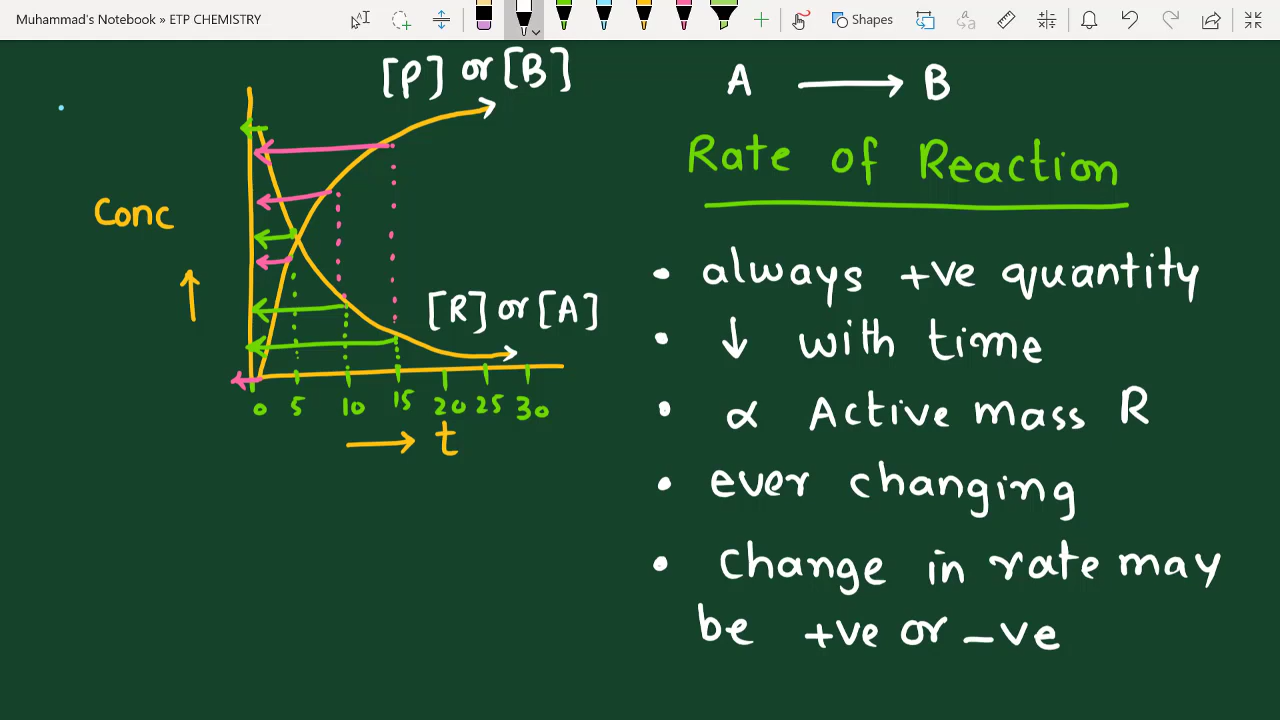 Muhammad's Notebook » ETP CHEMISTRY
Shapes
[P] or [B]
A ⟶ B
Rate of Reaction
Conc
[R] or [A]
0 5 10 15 20 25 30
t
• always +ve quantity
• ↓ with time
• α Active mass R
• ever changing
• Change in rate may
be +ve or -ve